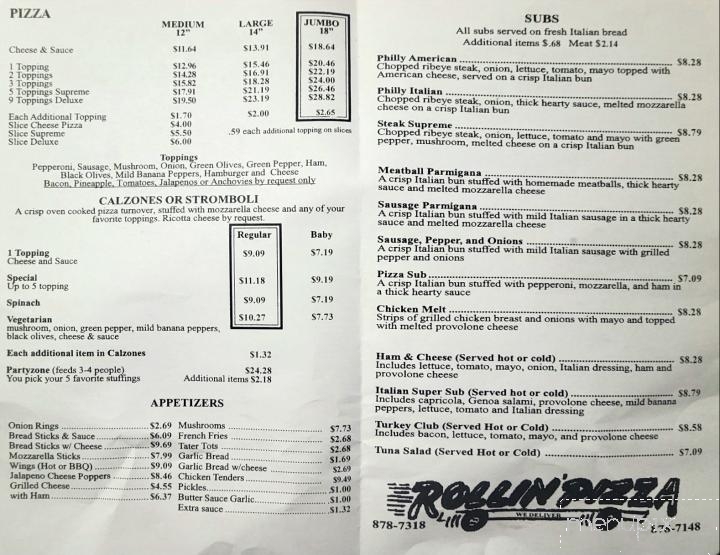 PIZZA
MEDIUM LARGE JUMBO
12" 14" 18"
Cheese & Sauce $11.64 $13.91 $18.64
1 Topping $12.96 $15.46 $20.46
2 Toppings $14.28 $16.91 $22.19
3 Toppings $15.82 $18.28 $24.00
5 Toppings Supreme $17.91 $21.19 $26.46
9 Toppings Deluxe $19.50 $23.19 $28.82
Each Additional Topping $1.70 $2.00 $2.65
Slice Cheese Pizza $4.00
Slice Supreme $5.50 .59 each additional topping on slices
Slice Deluxe $6.00
Toppings
Pepperoni, Sausage, Mushroom, Onion, Green Olives, Green Pepper, Ham,
Black Olives, Mild Banana Peppers, Hamburger and Cheese
Bacon, Pineapple, Tomatoes, Jalapenos or Anchovies by request only
CALZONES OR STROMBOLI
A crisp oven cooked pizza turnover, stuffed with mozzarella cheese and any of your
favorite toppings. Ricotta cheese by request.
Regular Baby
1 Topping $9.09 $7.19
Cheese and Sauce
Special $11.18 $9.19
Up to 5 topping
Spinach $9.09 $7.19
Vegetarian $10.27 $7.73
mushroom, onion, green pepper, mild banana peppers,
black olives, cheese & sauce
Each additional item in Calzones $1.32
Partyzone (feeds 3-4 people) $24.28
You pick your 5 favorite stuffings Additional items $2.18
APPETIZERS
Onion Rings $2.69
Bread Sticks & Sauce $6.09
Bread Sticks w/ Cheese $9.69
Mozzarella Sticks $7.99
Wings (Hot or BBQ) $9.09
Jalapeno Cheese Poppers $8.46
Grilled Cheese $4.55
with Ham $6.37
Mushrooms $7.73
French Fries $2.68
Tater Tots $2.68
Garlic Bread $1.69
Garlic Bread w/cheese $2.69
Chicken Tenders $9.49
Pickles $1.00
Butter Sauce Garlic $1.00
Extra sauce $1.32
SUBS
All subs served on fresh Italian bread
Additional items $.68 Meat $2.14
Philly American $8.28
Chopped ribeye steak, onion, lettuce, tomato, mayo topped with
American cheese, served on a crisp Italian bun
Philly Italian $8.28
Chopped ribeye steak, onion, thick hearty sauce, melted mozzarella
cheese on a crisp Italian bun
Steak Supreme $8.79
Chopped ribeye steak, onion, lettuce, tomato and mayo with green
pepper, mushroom, melted cheese on a crisp Italian bun
Meatball Parmigana $8.28
A crisp Italian bun stuffed with homemade meatballs, thick hearty
sauce and melted mozzarella cheese
Sausage Parmigana $8.28
A crisp Italian bun stuffed with mild Italian sausage in a thick hearty
sauce and melted mozzarella cheese
Sausage, Pepper, and Onions $8.28
A crisp Italian bun stuffed with mild Italian sausage with grilled
pepper and onions
Pizza Sub $7.09
A crisp Italian bun stuffed with pepperoni, mozzarella, and ham in
a thick hearty sauce
Chicken Melt $8.28
Strips of grilled chicken breast and onions with mayo and topped
with melted provolone cheese
Ham & Cheese (Served hot or cold) $8.28
Includes lettuce, tomato, mayo, onion, Italian dressing, ham and
provolone cheese
Italian Super Sub (Served hot or cold) $8.79
Includes capricola, Genoa salami, provolone cheese, mild banana
peppers, lettuce, tomato and Italian dressing
Turkey Club (Served Hot or Cold) $8.58
Includes bacon, lettuce, tomato, mayo, and provolone cheese
Tuna Salad (Served Hot or Cold) $7.09
ROLLIN' PIZZA
WE DELIVER
878-7318 878-7148